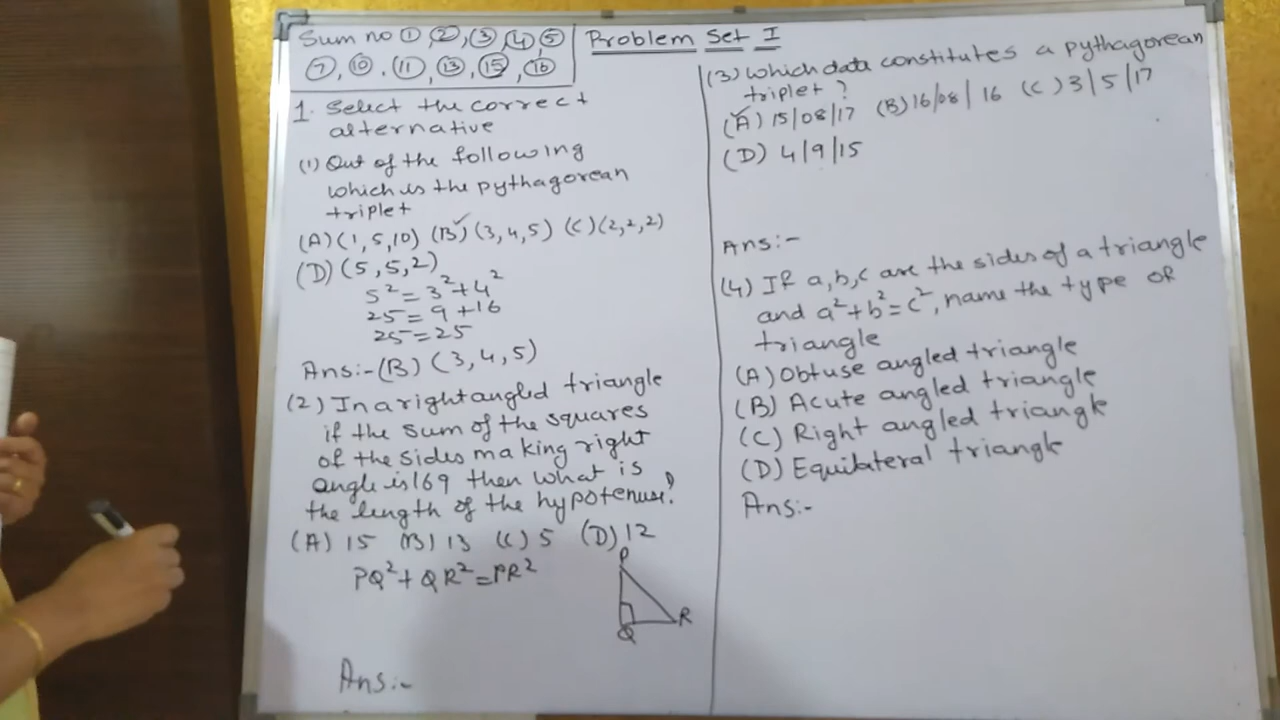 Sum no ①,②,③,④,⑤
⑦,⑩,⑪,⑬,⑮,⑯
Problem Set I
1. Select the correct
alternative
(1) Out of the following
which is the pythagorean
triplet
(A)(1,5,10) (B)✓(3,4,5) (C)(2,2,2)
(D)(5,5,2)
5²=3²+4²
25=9+16
25=25
Ans:-(B) (3,4,5)
(2) In a right angled triangle
if the sum of the squares
of the sides making right
angle is 169 then what is
the length of the hypotenuse?
(A) 15 (B) 13 (C) 5 (D) 12
PQ²+QR²=PR²
P
Q
R
Ans:-
(3) Which data constitutes a pythagorean
triplet?
(A)✓ 15/08/17 (B)16/08/16 (C)3/5/17
(D) 4/9/15
Ans:-
(4) If a,b,c are the sides of a triangle
and a²+b²=c², name the type of
triangle
(A) Obtuse angled triangle
(B) Acute angled triangle
(C) Right angled triangle
(D) Equilateral triangle
Ans:-